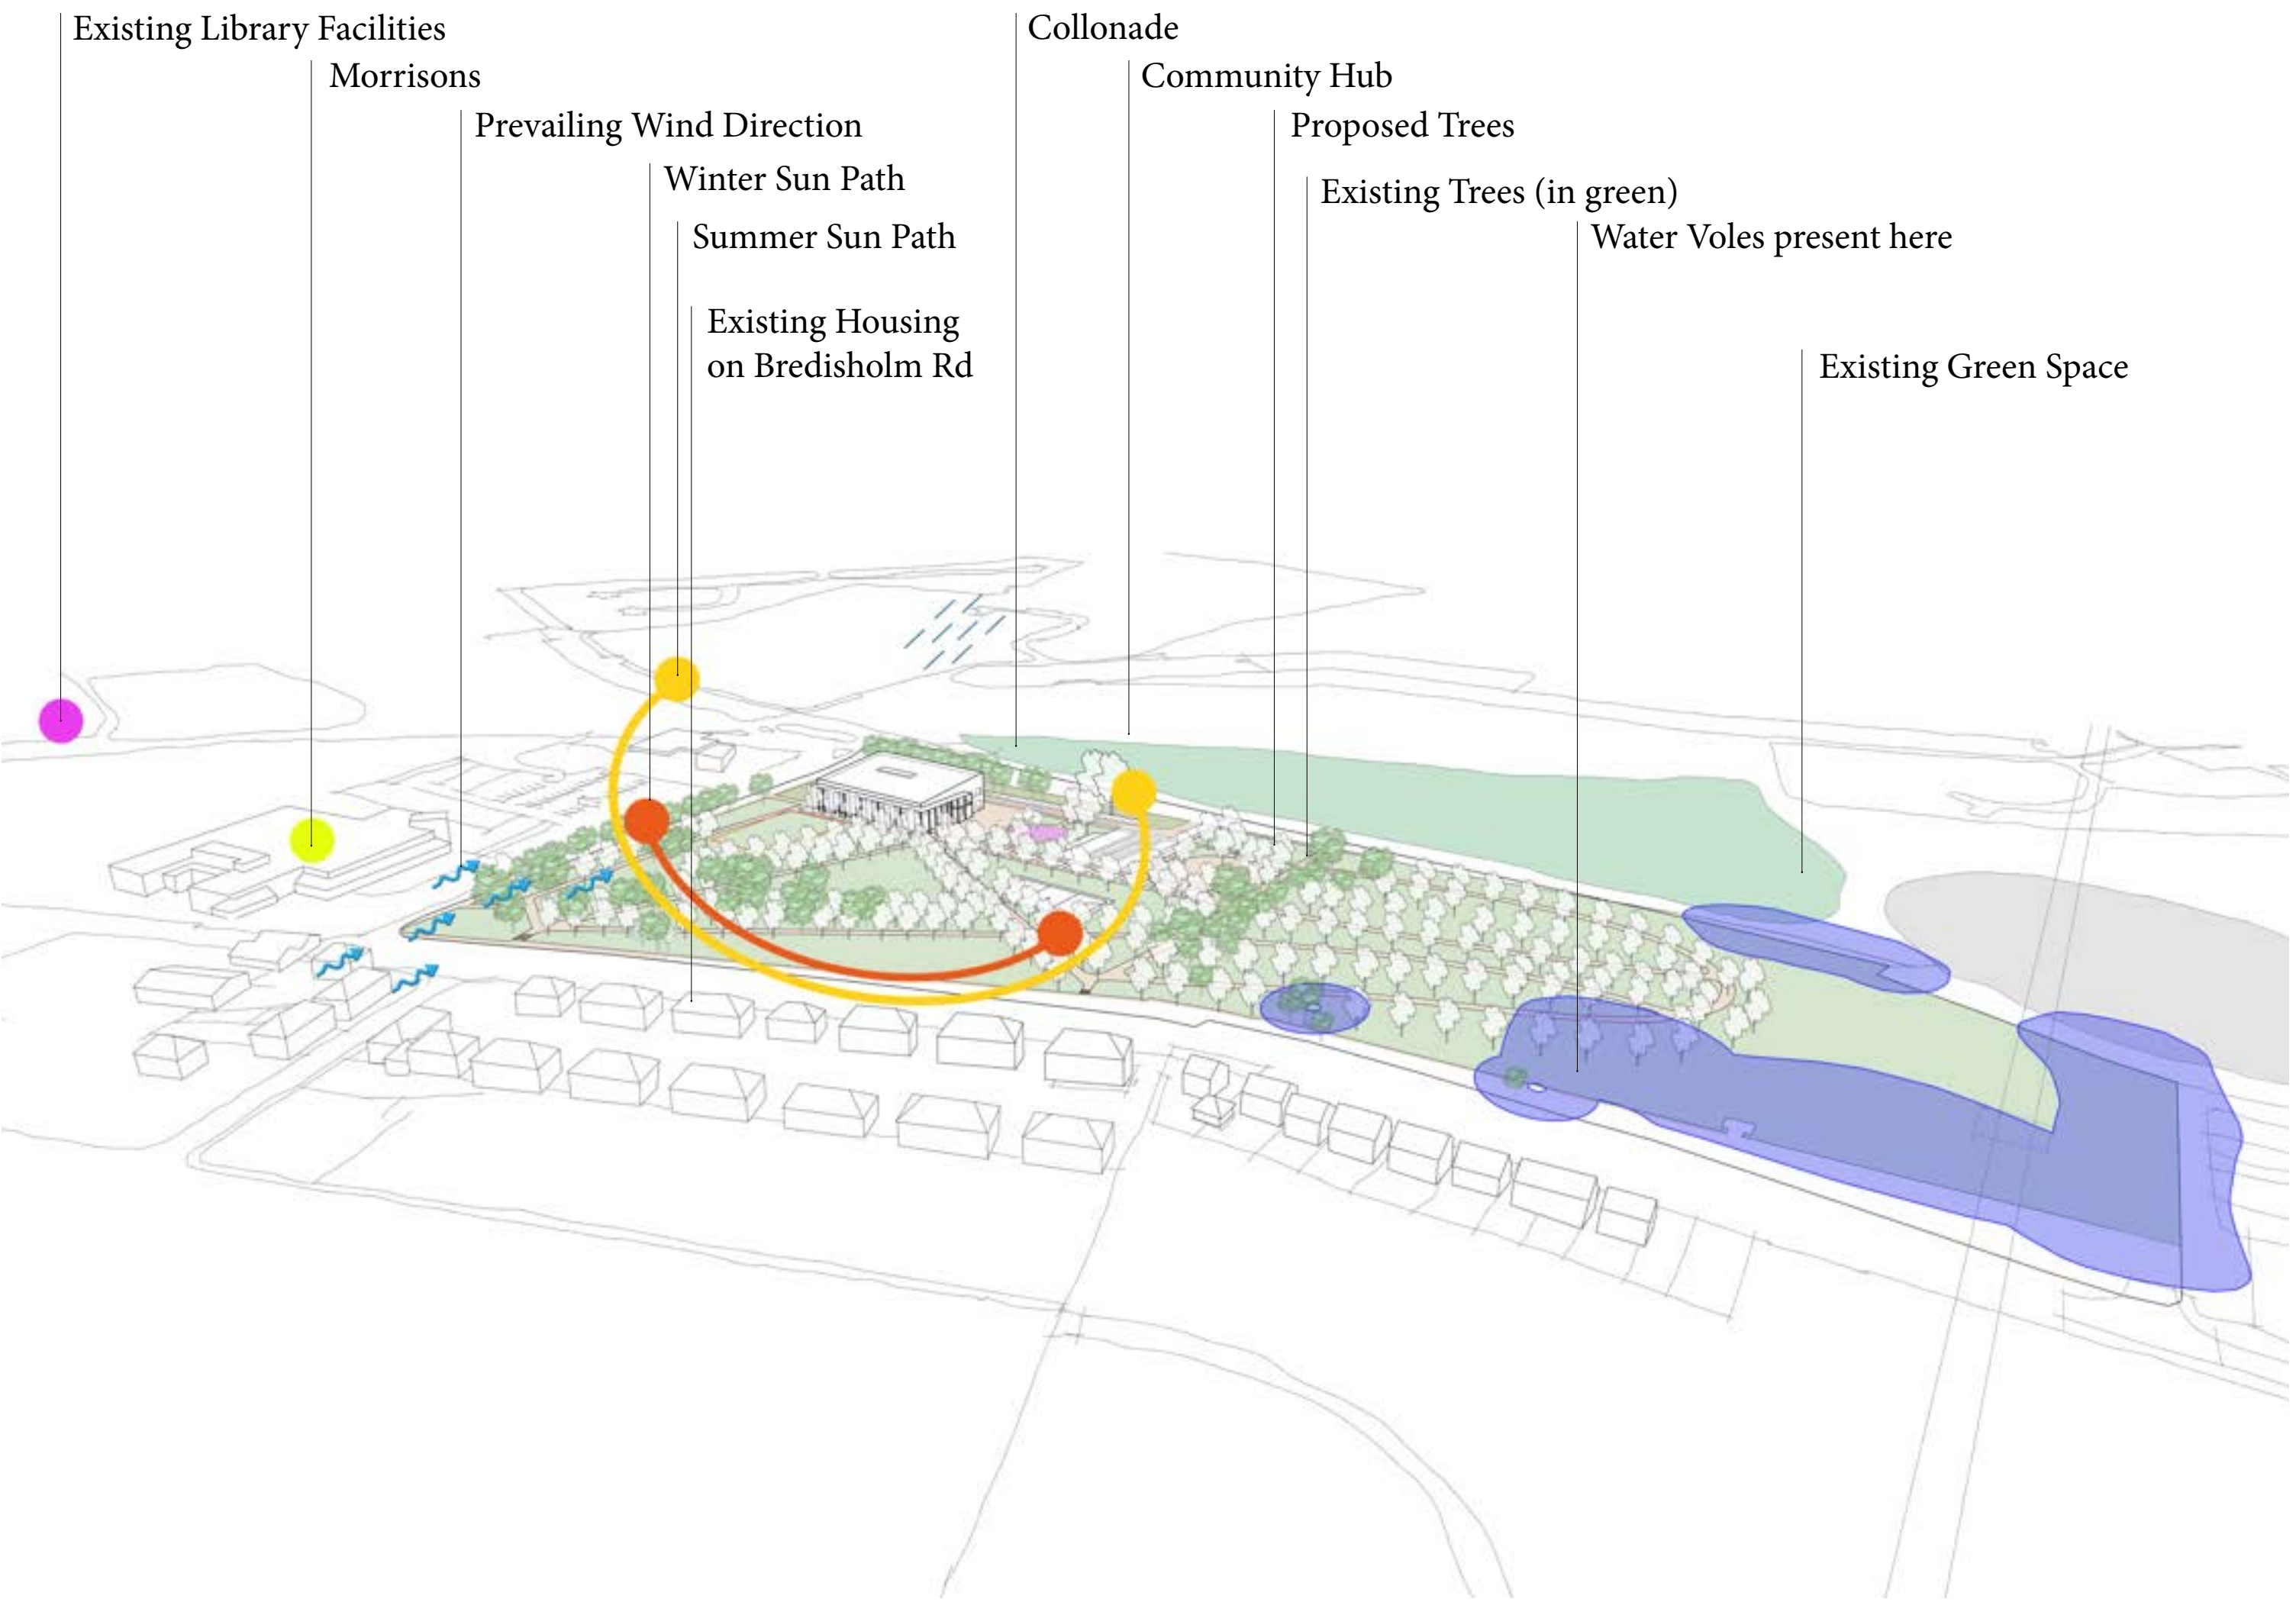 Existing Library Facilities
Morrisons
Prevailing Wind Direction
Winter Sun Path
Summer Sun Path
Existing Housing
on Bredisholm Rd
Collonade
Community Hub
Proposed Trees
Existing Trees (in green)
Water Voles present here
Existing Green Space